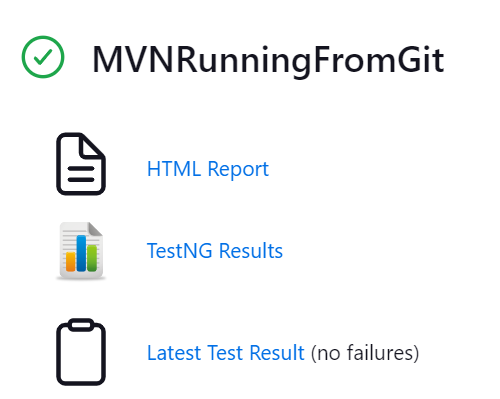 MVNRunningFromGit
HTML Report
TestNG Results
Latest Test Result (no failures)